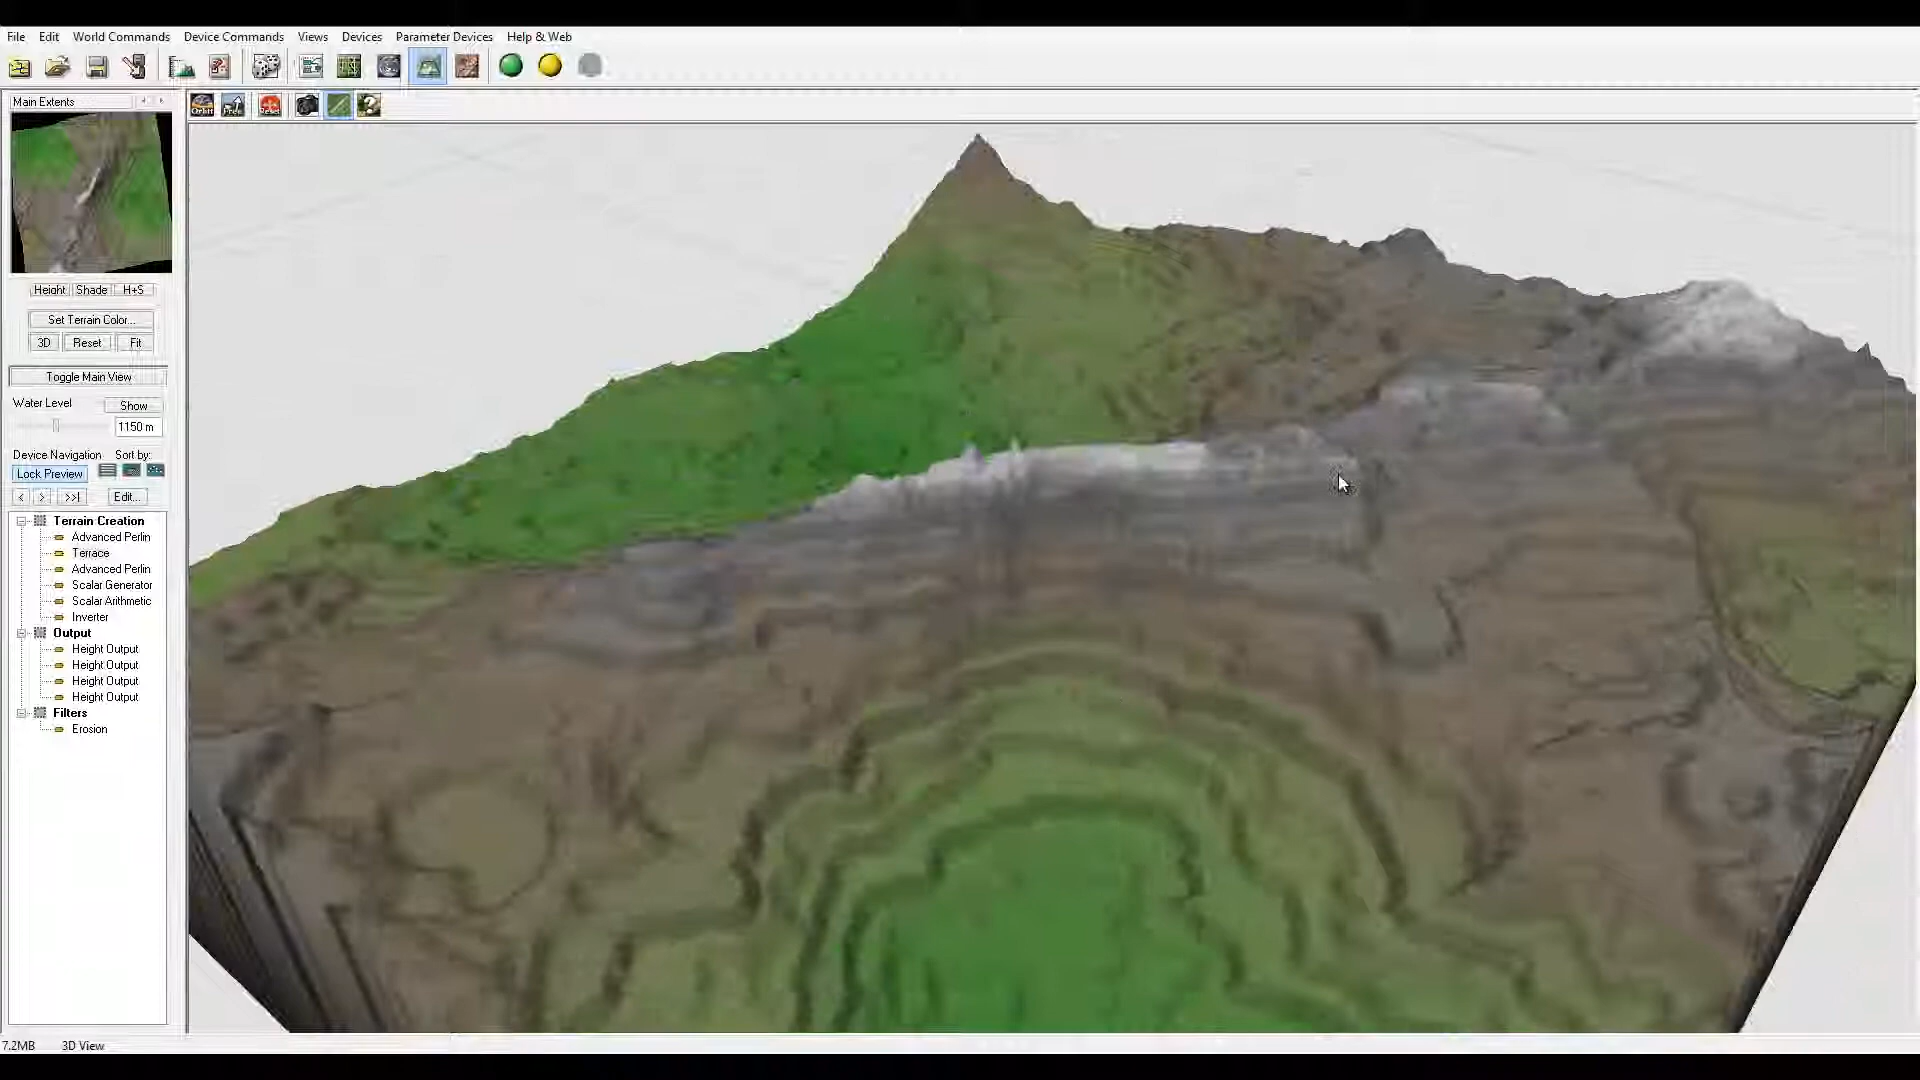 File Edit World Commands Device Commands Views Devices Parameter Devices Help & Web
Main Extents
Orbit
Reset
Height Shade H+S
Set Terrain Color...
3D Reset Fit
Toggle Main View
Water Level Show
1150 m
Device Navigation Sort by:
Lock Preview
< > >>| Edit...
Terrain Creation
Advanced Perlin
Terrace
Advanced Perlin
Scalar Generator
Scalar Arithmetic
Inverter
Output
Height Output
Height Output
Height Output
Height Output
Filters
Erosion
7.2MB 3D View